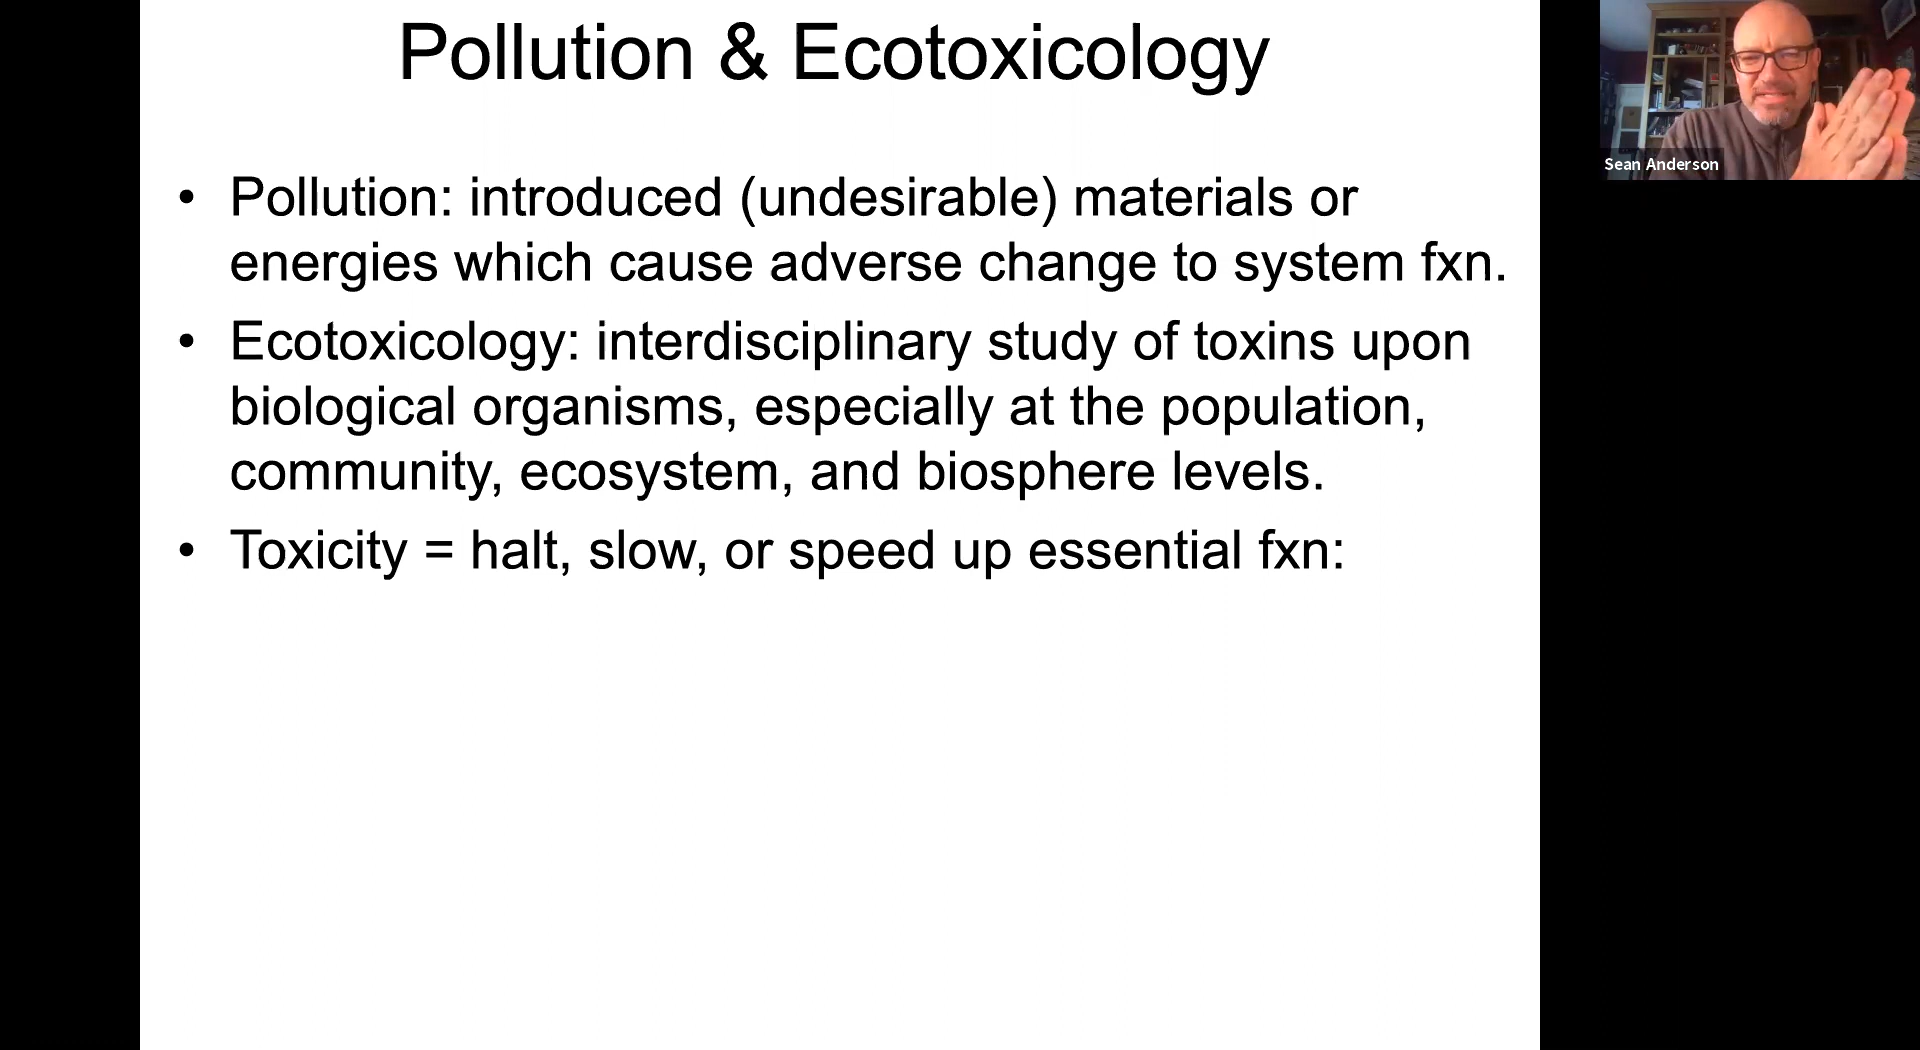 Pollution & Ecotoxicology
• Pollution: introduced (undesirable) materials or
energies which cause adverse change to system fxn.
• Ecotoxicology: interdisciplinary study of toxins upon
biological organisms, especially at the population,
community, ecosystem, and biosphere levels.
• Toxicity = halt, slow, or speed up essential fxn:
Sean Anderson